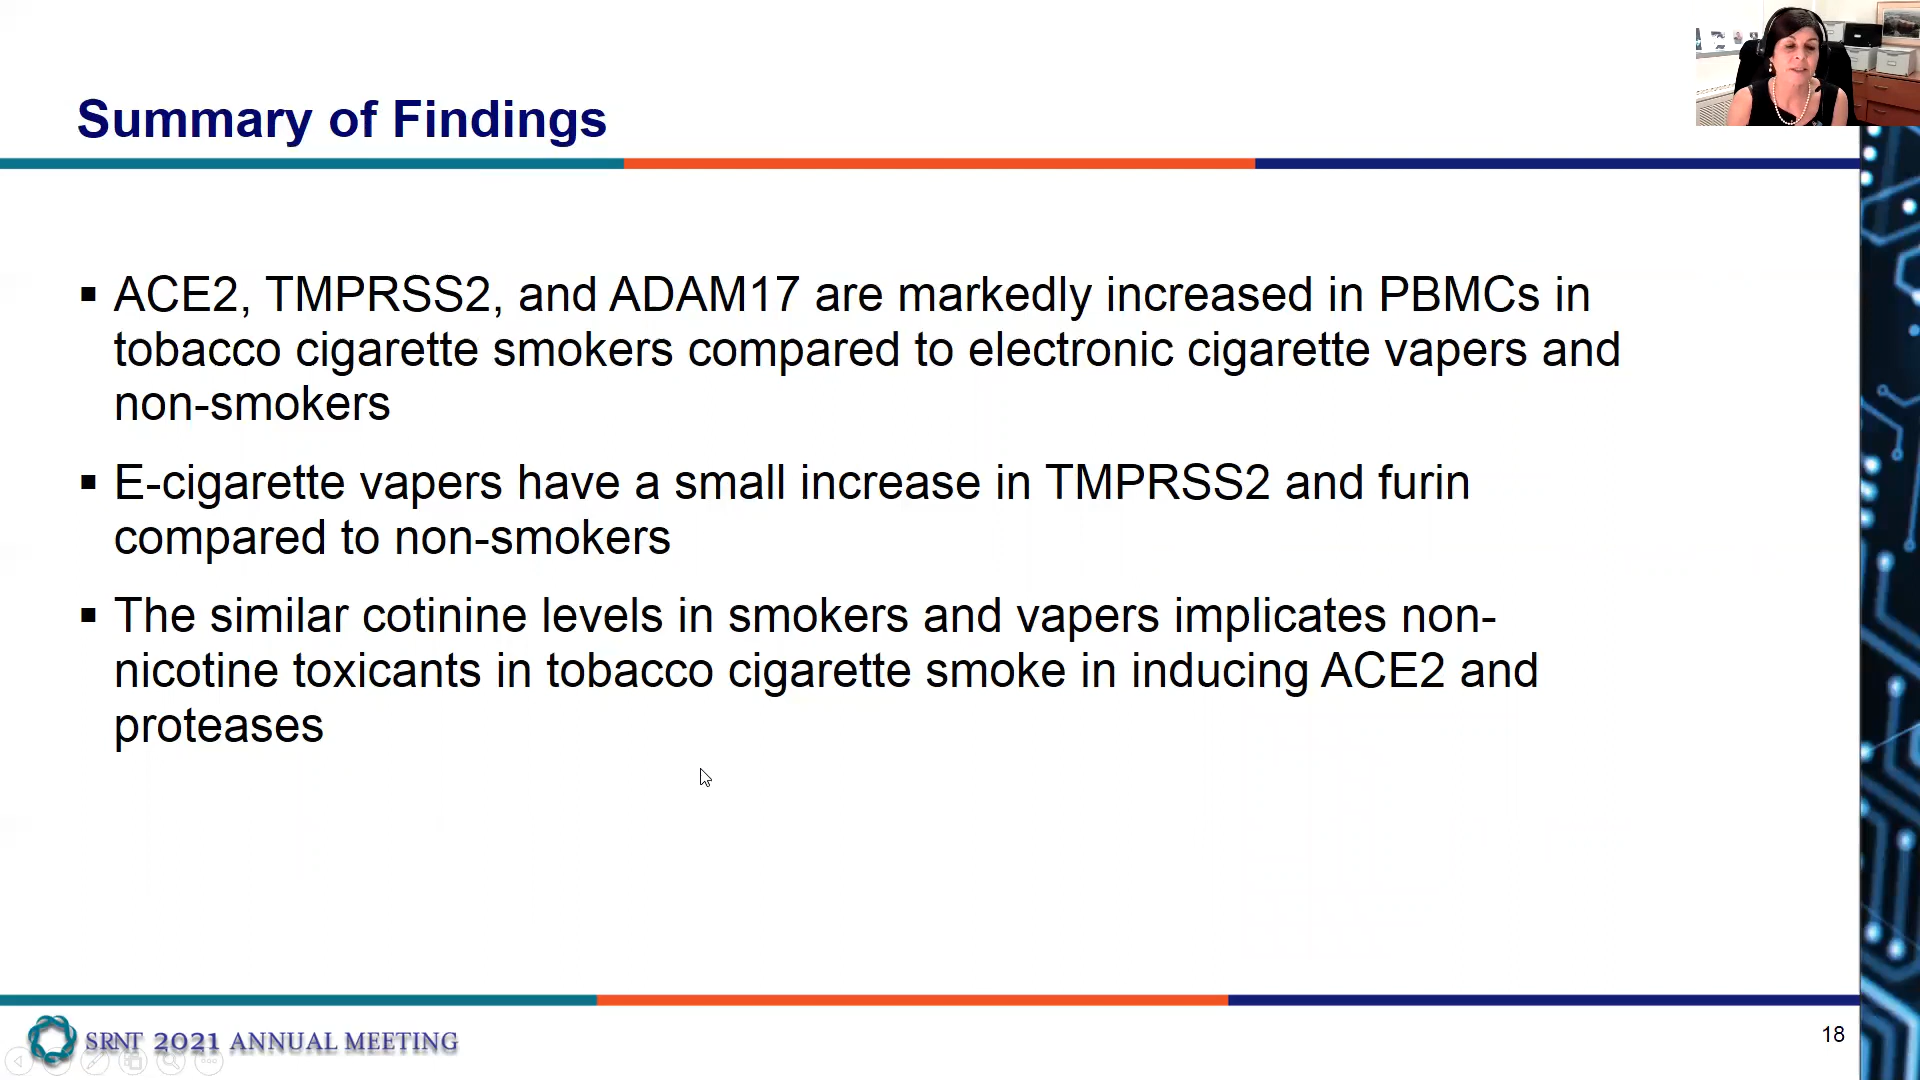 Summary of Findings
▪ ACE2, TMPRSS2, and ADAM17 are markedly increased in PBMCs in
tobacco cigarette smokers compared to electronic cigarette vapers and
non-smokers
▪ E-cigarette vapers have a small increase in TMPRSS2 and furin
compared to non-smokers
▪ The similar cotinine levels in smokers and vapers implicates non-
nicotine toxicants in tobacco cigarette smoke in inducing ACE2 and
proteases
SRNT 2021 ANNUAL MEETING
18